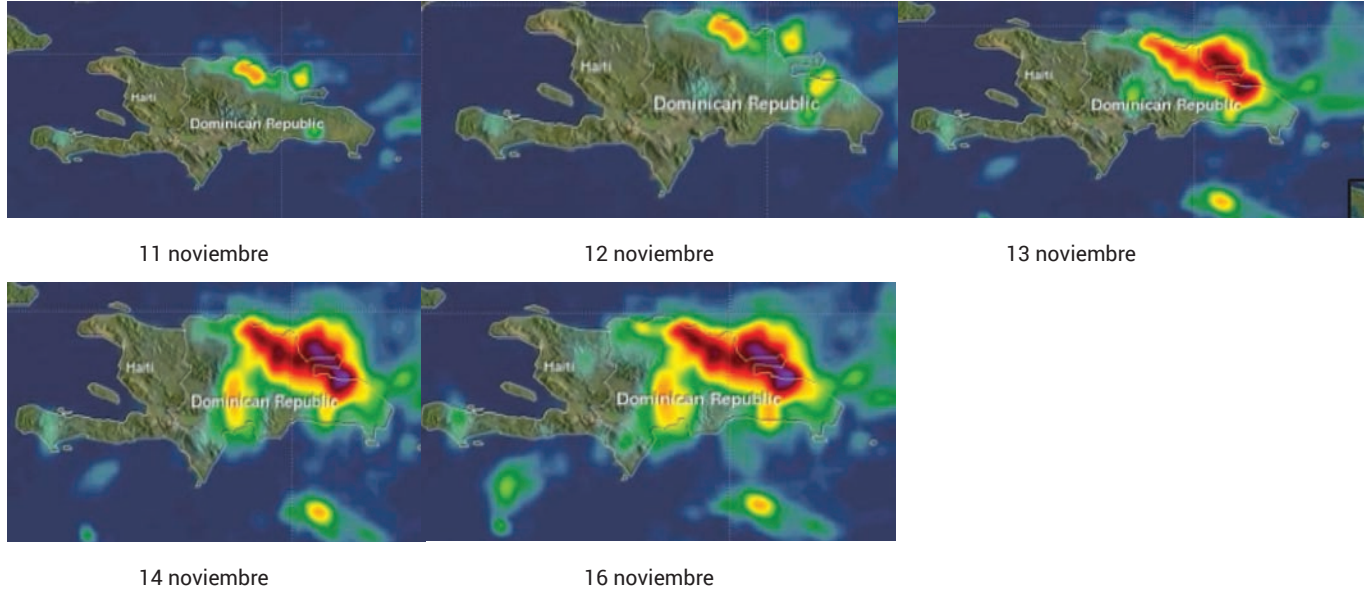 Haiti
Dominican Republic
Haiti
Dominican Republic
Haiti
Dominican Republic
11 noviembre
12 noviembre
13 noviembre
Haiti
Dominican Republic
Haiti
Dominican Republic
14 noviembre
16 noviembre